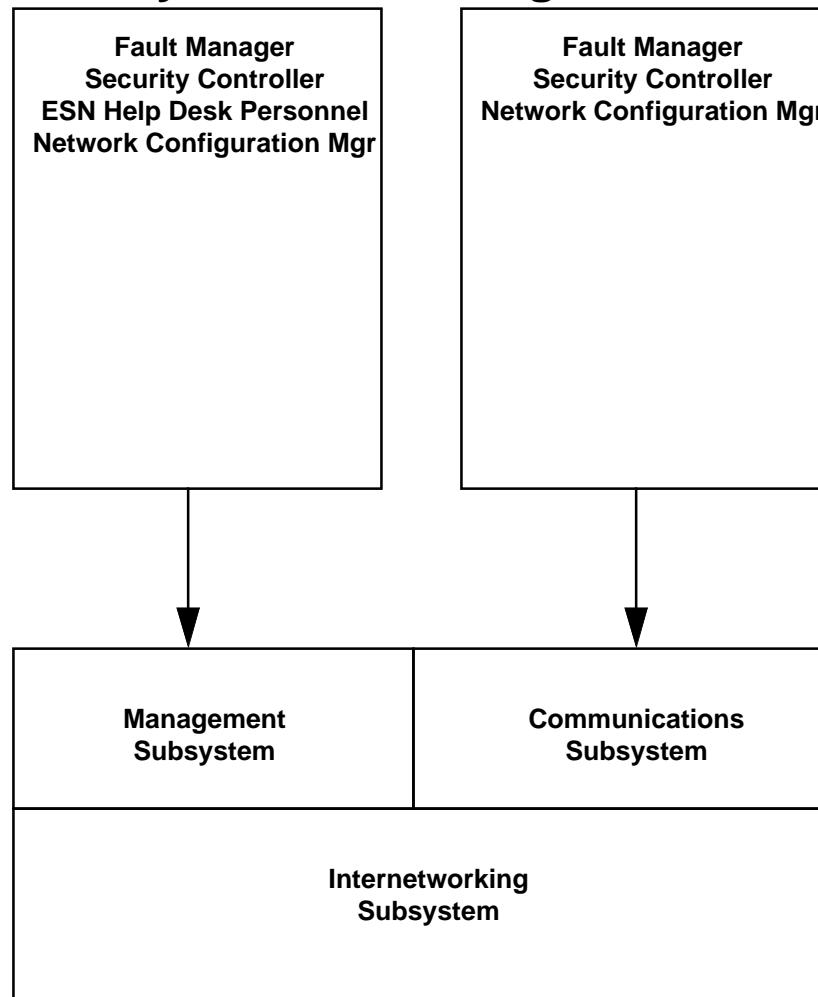 Fault Manager
Security Controller
ESN Help Desk Personnel
Network Configuration Mgr
Fault Manager
Security Controller
Network Configuration Mgr
Management
Subsystem
Communications
Subsystem
Internetworking
Subsystem